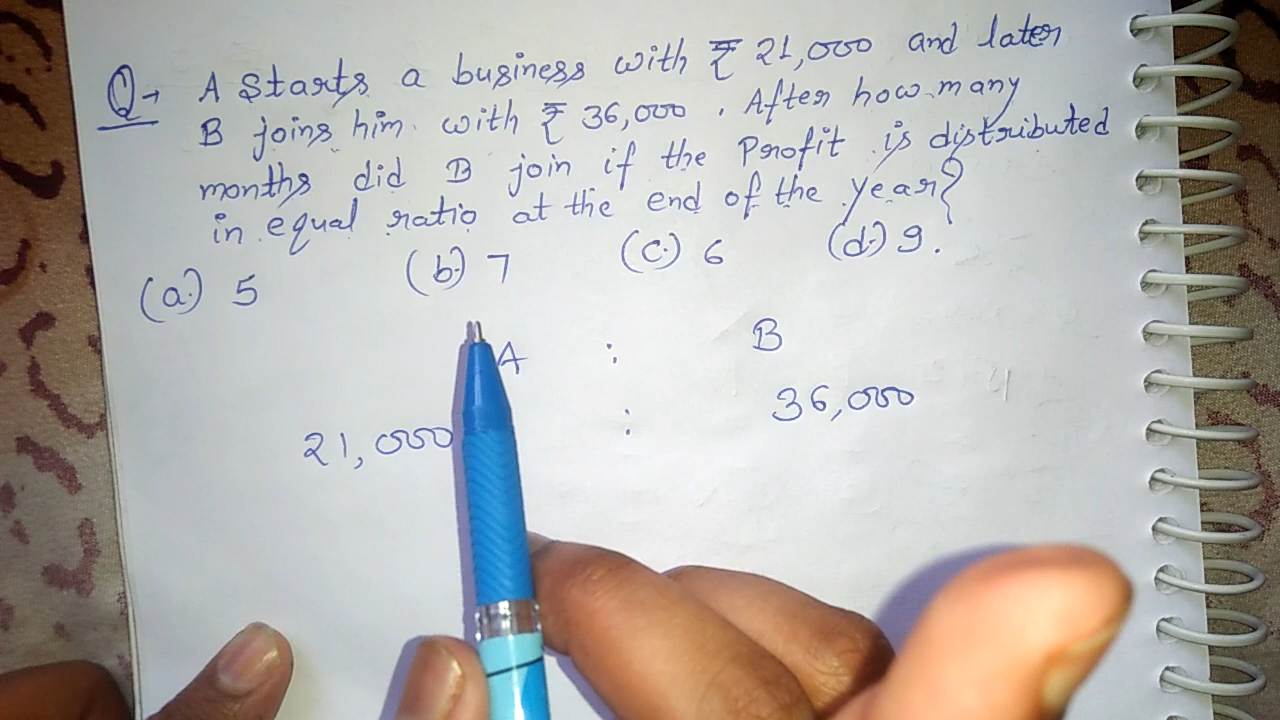 Q→ A starts a business with ₹ 21,000 and later
B joins him. with ₹ 36,000 . After how many
months did B join if the Profit is distributed
in equal ratio at the end of the year?
(a.) 5 (b.) 7 (c.) 6 (d.) 9.
A : B
21,000 : 36,000